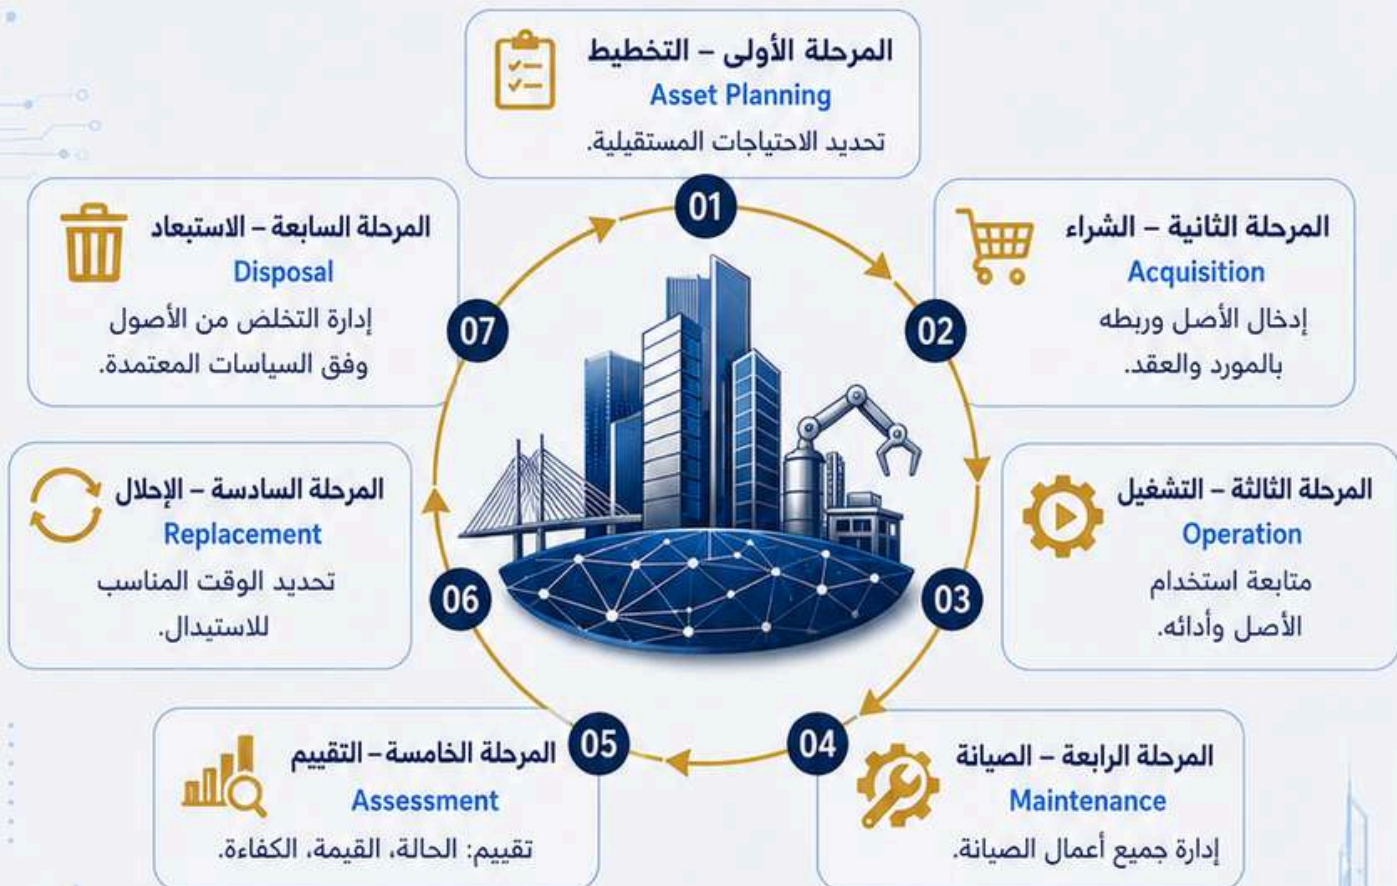 المرحلة الأولى – التخطيط
Asset Planning
تحديد الاحتياجات المستقيلية.
01
المرحلة الثانية – الشراء
Acquisition
إدخال الأصل وربطه
بالمورد والعقد.
02
المرحلة الثالثة – التشغيل
Operation
متابعة استخدام
الأصل وأدائه.
03
المرحلة الرابعة – الصيانة
Maintenance
إدارة جميع أعمال الصيانة.
04
المرحلة الخامسة – التقييم
Assessment
تقييم: الحالة، القيمة، الكفاءة.
05
المرحلة السادسة – الإحلال
Replacement
تحديد الوقت المناسب
للاستيدال.
06
المرحلة السابعة – الاستبعاد
Disposal
إدارة التخلض من الأصول
وفق السياسات المعتمدة.
07